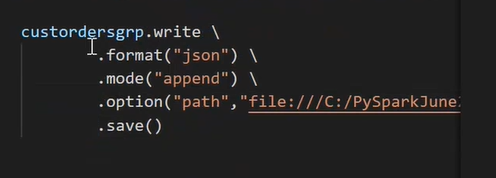 custordersgrp.write \
.format("json") \
.mode("append") \
.option("path","file:///C:/PySparkJune
.save()